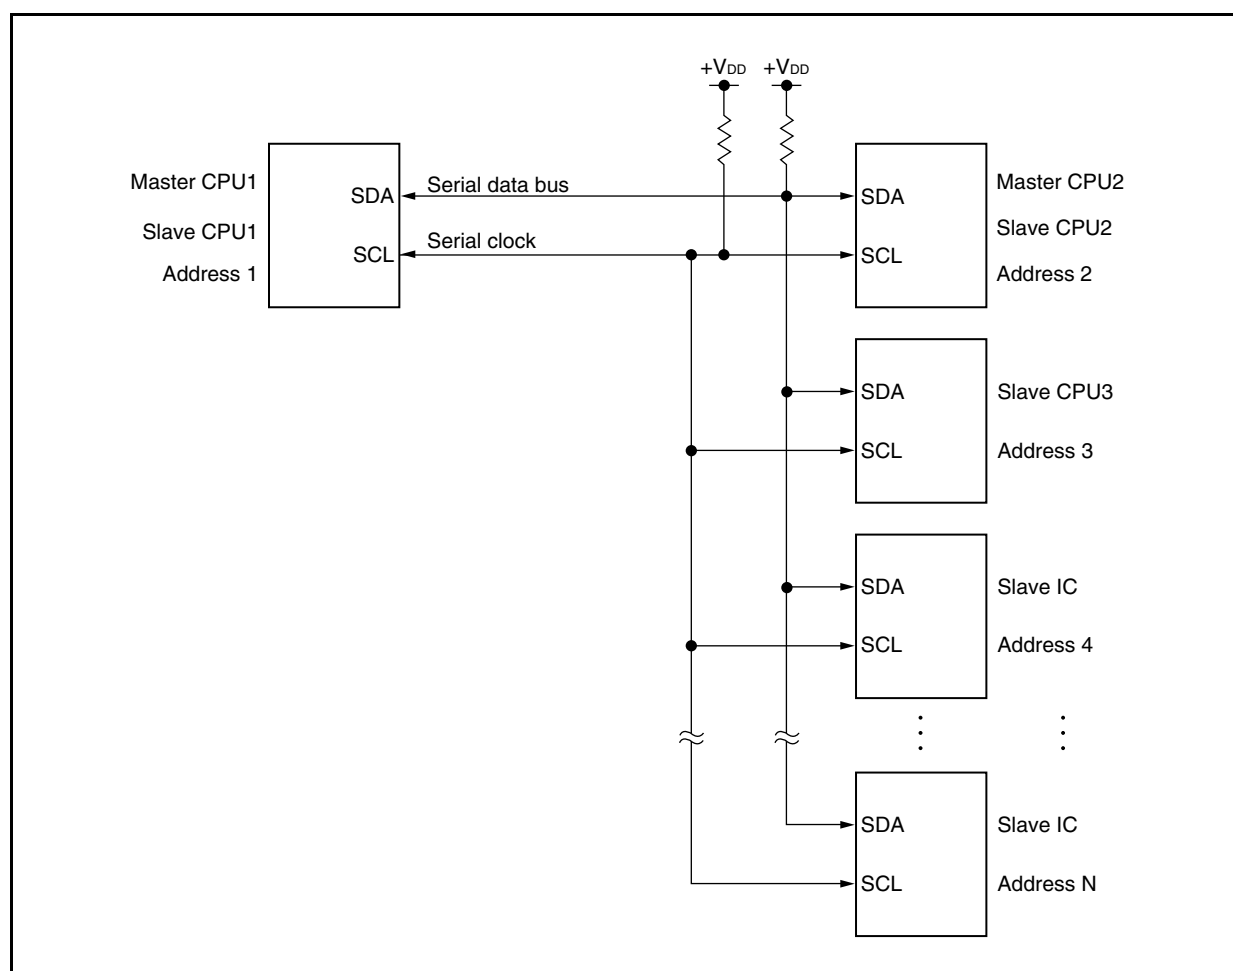 +VDD +VDD
Master CPU1
Slave CPU1
Address 1
SDA
SCL
Serial data bus
Serial clock
SDA
SCL
Master CPU2
Slave CPU2
Address 2
SDA
SCL
Slave CPU3
Address 3
SDA
SCL
Slave IC
Address 4
SDA
SCL
Slave IC
Address N